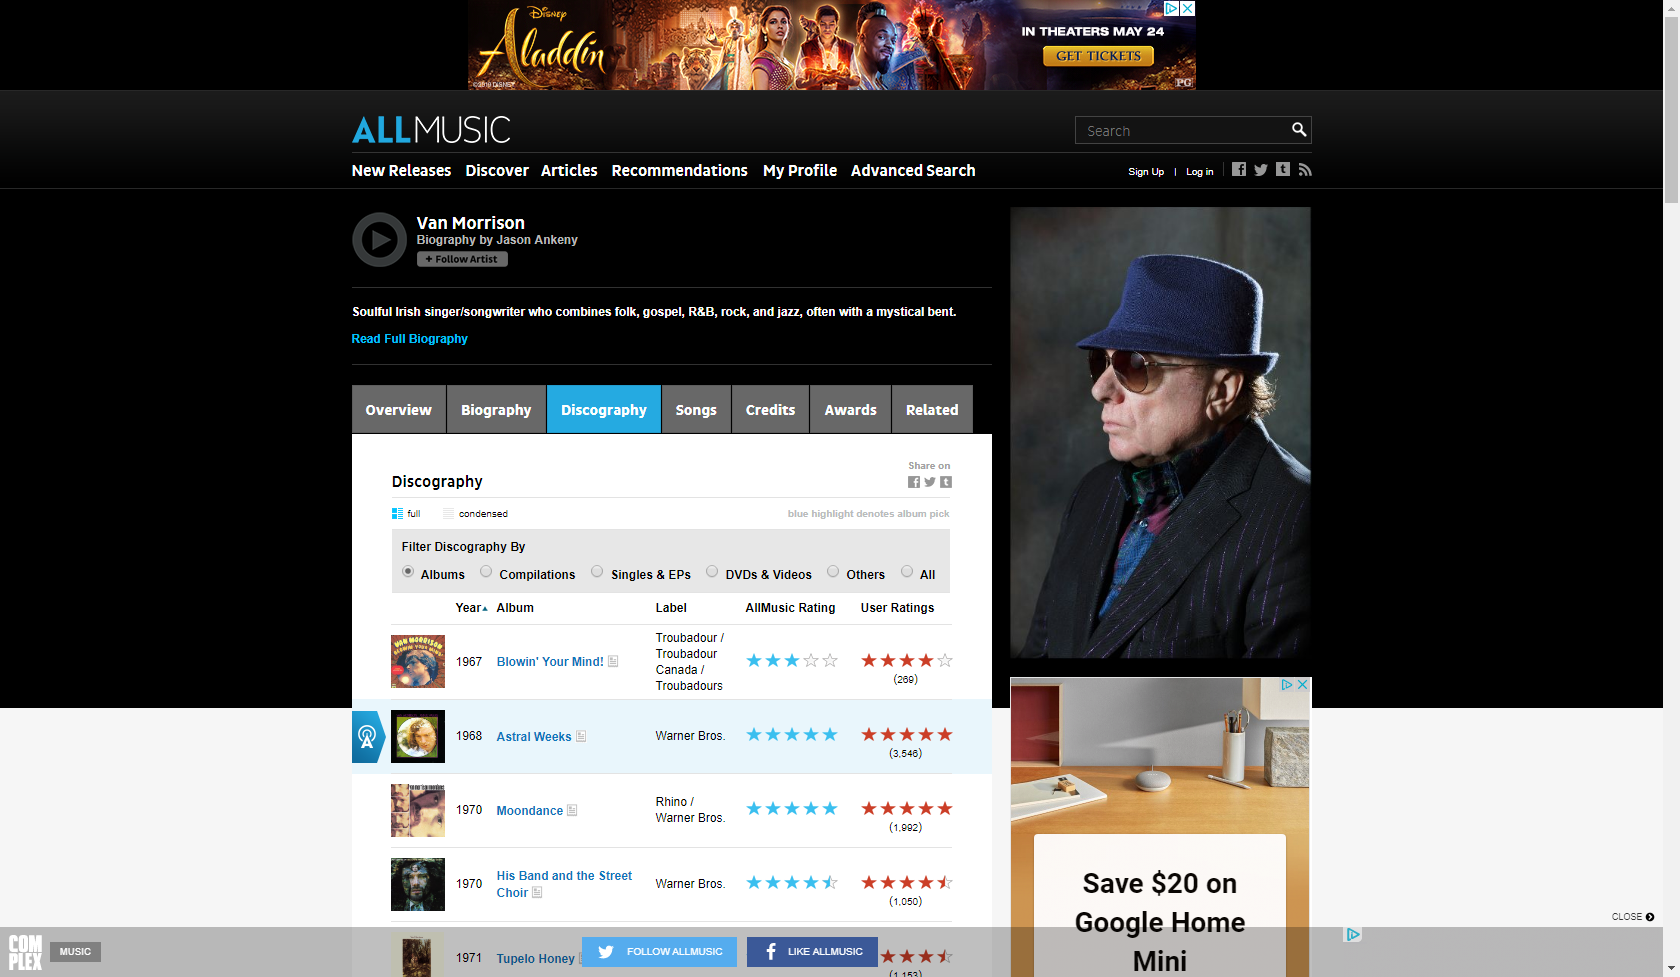 DISNEY
Aladdin
©2019 DISNEY
IN THEATERS MAY 24
GET TICKETS
PG
ALLMUSIC
Search
New Releases Discover Articles Recommendations My Profile Advanced Search
Sign Up | Log in
Van Morrison
Biography by Jason Ankeny
+ Follow Artist
Soulful Irish singer/songwriter who combines folk, gospel, R&B, rock, and jazz, often with a mystical bent.
Read Full Biography
Overview Biography Discography Songs Credits Awards Related
Share on
Discography
full condensed blue highlight denotes album pick
Filter Discography By
Albums Compilations Singles & EPs DVDs & Videos Others All
Year Album Label AllMusic Rating User Ratings
1967 Blowin' Your Mind! Troubadour /
Troubadour
Canada /
Troubadours
(269)
1968 Astral Weeks Warner Bros.
(3,546)
1970 Moondance Rhino /
Warner Bros.
(1,992)
1970 His Band and the Street
Choir Warner Bros.
(1,050)
1971 Tupelo Honey
(1,153)
Save $20 on
Google Home
Mini
CLOSE
COMPLEX
MUSIC
FOLLOW ALLMUSIC
LIKE ALLMUSIC